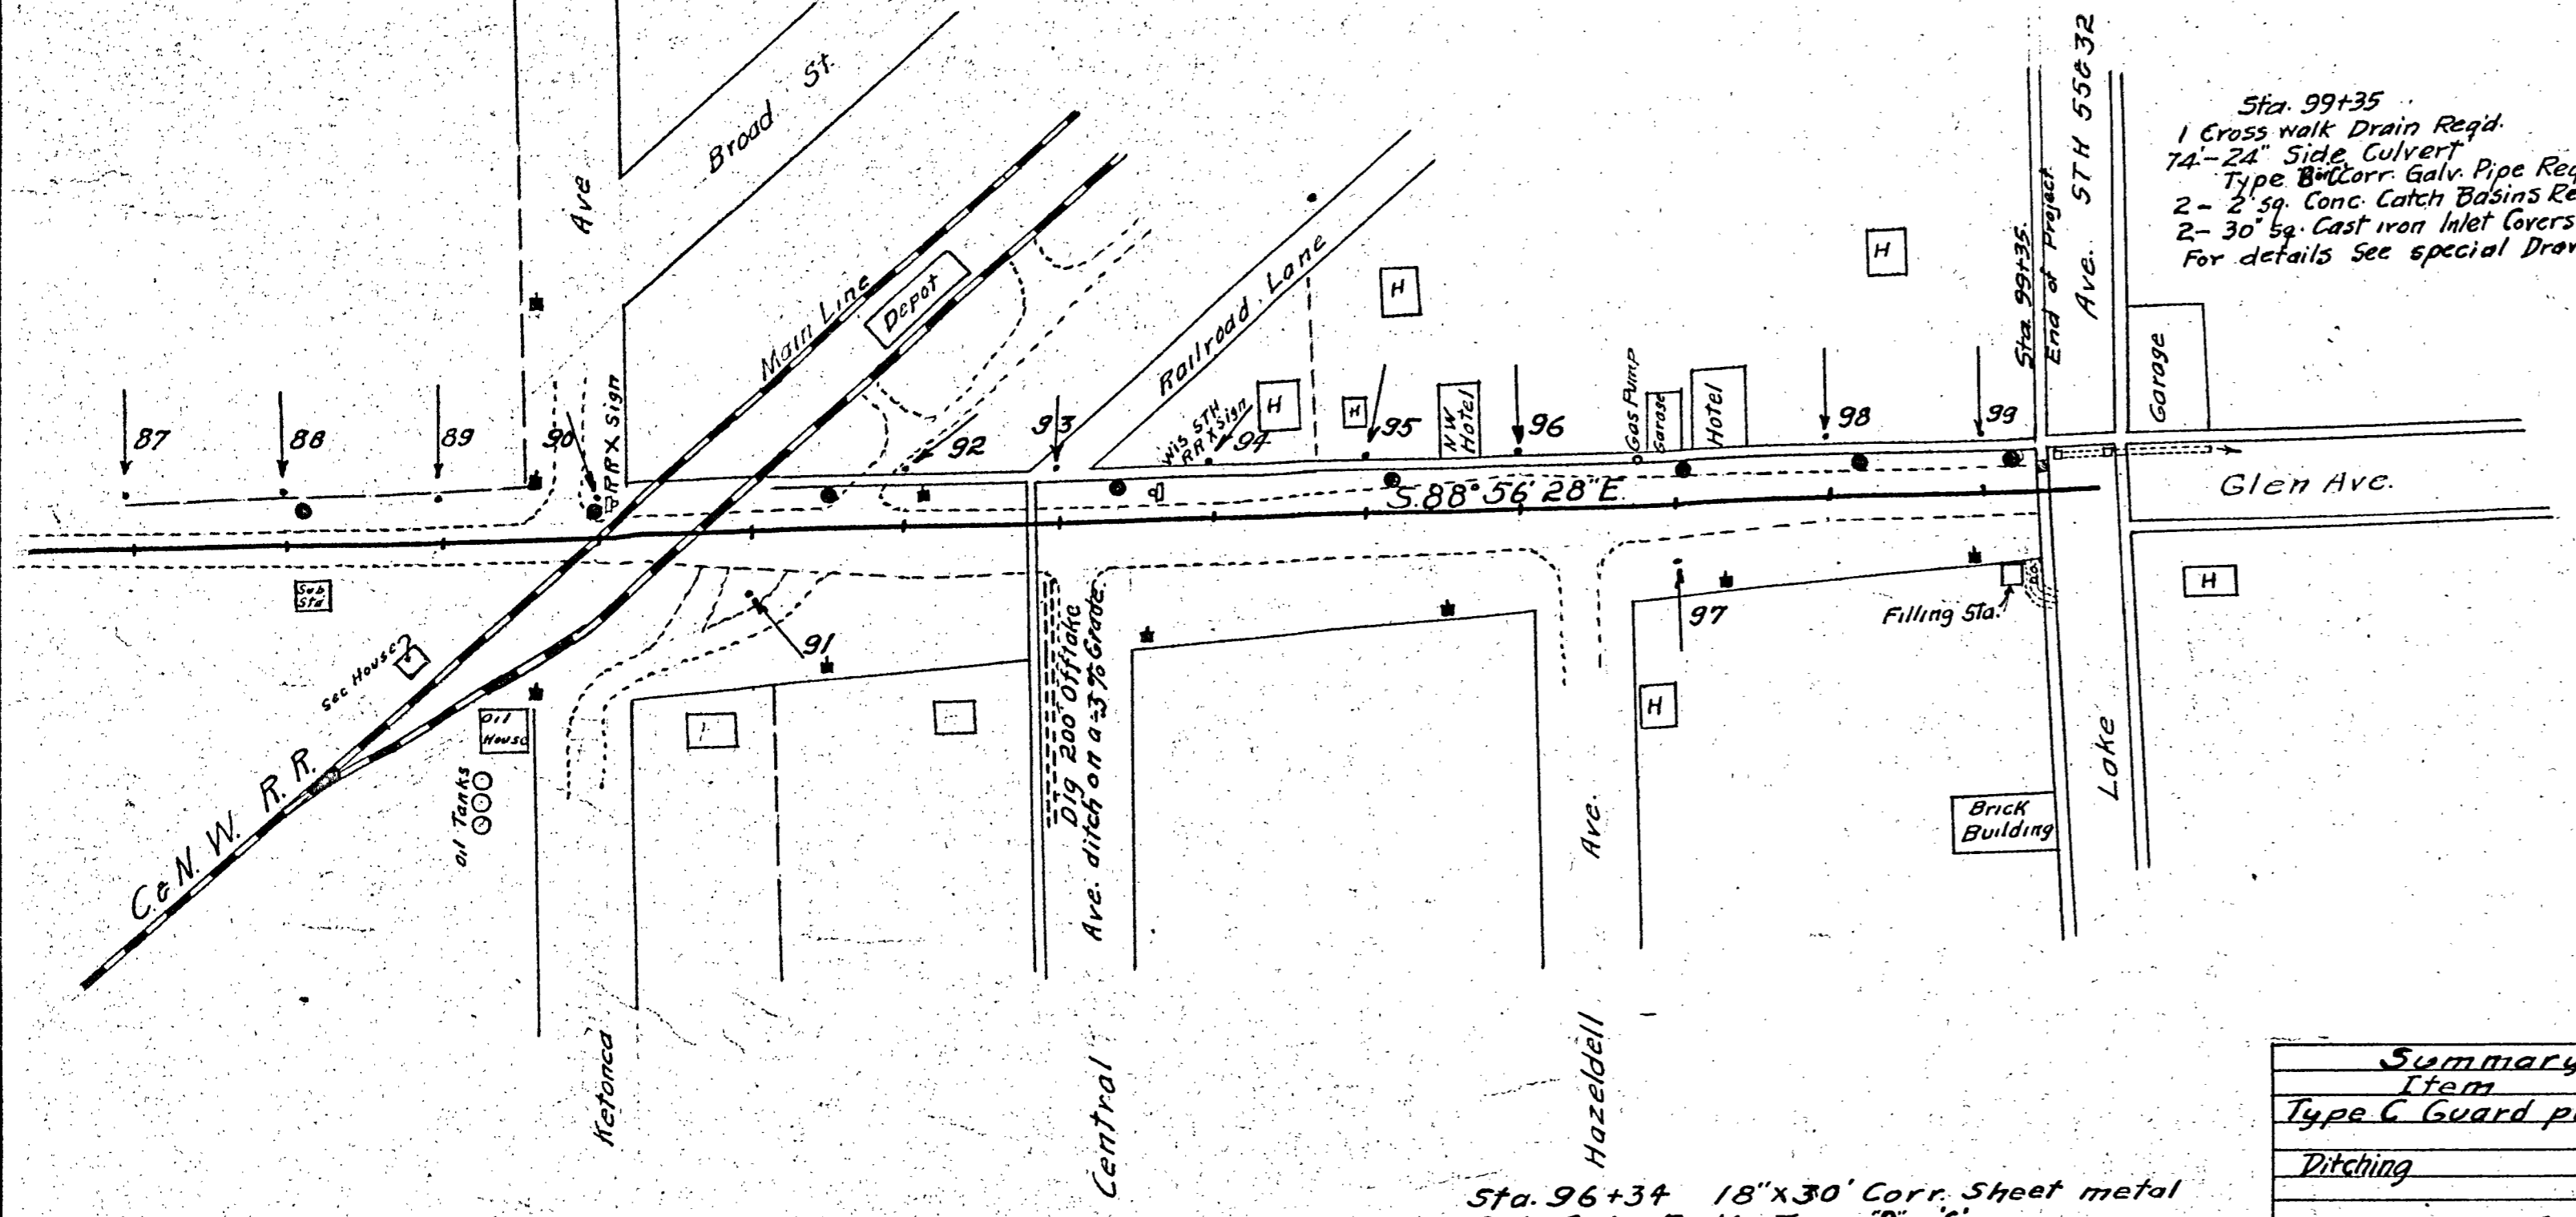 Broad St.
Ave
Main Line
Depot
Railroad Lane
RRX Sign
Wis STH
RRX Sign
H
H
H
H
NW
Hotel
Gas Pump
Garage
Hotel
Sta. 99+35.
End of Project
Ave. STH 55&32
Garage
Sta. 99+35
1 Cross walk Drain Req'd.
74'-24" Side Culvert
Type Corr. Galv. Pipe
2- 2' sq. Conc. Catch Basins
2- 30" sq. Cast iron Inlet Covers
For details See special
87
88
89
90
92
93
94
95
96
98
99
S.88°56'28"E.
Glen Ave.
Sub
Sta
Sec House
91
97
Filling Sta.
H
H
Oil
House
Oil Tanks
C.&N.W. R.R.
Dig 200' Offtake
Ave. ditch on a -.3% Grade.
Brick
Building
Lake
Ave.
Ketonca
Central
Hazeldell
Sta. 96+34 18"x30' Corr. Sheet metal
Summary
Item
Type C Guard
Ditching